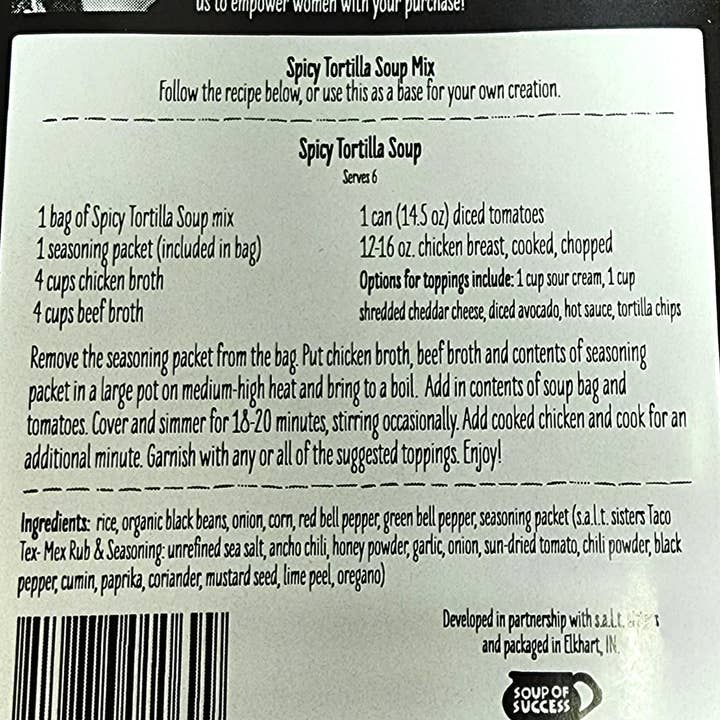 us to empower women with your purchase!
Spicy Tortilla Soup Mix
Follow the recipe below, or use this as a base for your own creation.
Spicy Tortilla Soup
Serves 6
1 bag of Spicy Tortilla Soup mix
1 seasoning packet (included in bag)
4 cups chicken broth
4 cups beef broth
1 can (14.5 oz) diced tomatoes
12-16 oz. chicken breast, cooked, chopped
Options for toppings include: 1 cup sour cream, 1 cup
shredded cheddar cheese, diced avocado, hot sauce, tortilla chips
Remove the seasoning packet from the bag. Put chicken broth, beef broth and contents of seasoning
packet in a large pot on medium-high heat and bring to a boil. Add in contents of soup bag and
tomatoes. Cover and simmer for 18-20 minutes, stirring occasionally. Add cooked chicken and cook for an
additional minute. Garnish with any or all of the suggested toppings. Enjoy!
Ingredients: rice, organic black beans, onion, corn, red bell pepper, green bell pepper, seasoning packet (s.a.l.t. sisters Taco
Tex-Mex Rub & Seasoning: unrefined sea salt, ancho chili, honey powder, garlic, onion, sun-dried tomato, chili powder, black
pepper, cumin, paprika, coriander, mustard seed, lime peel, oregano)
Developed in partnership with s.a.l.t.
and packaged in Elkhart, IN.
SOUP OF
SUCCESS